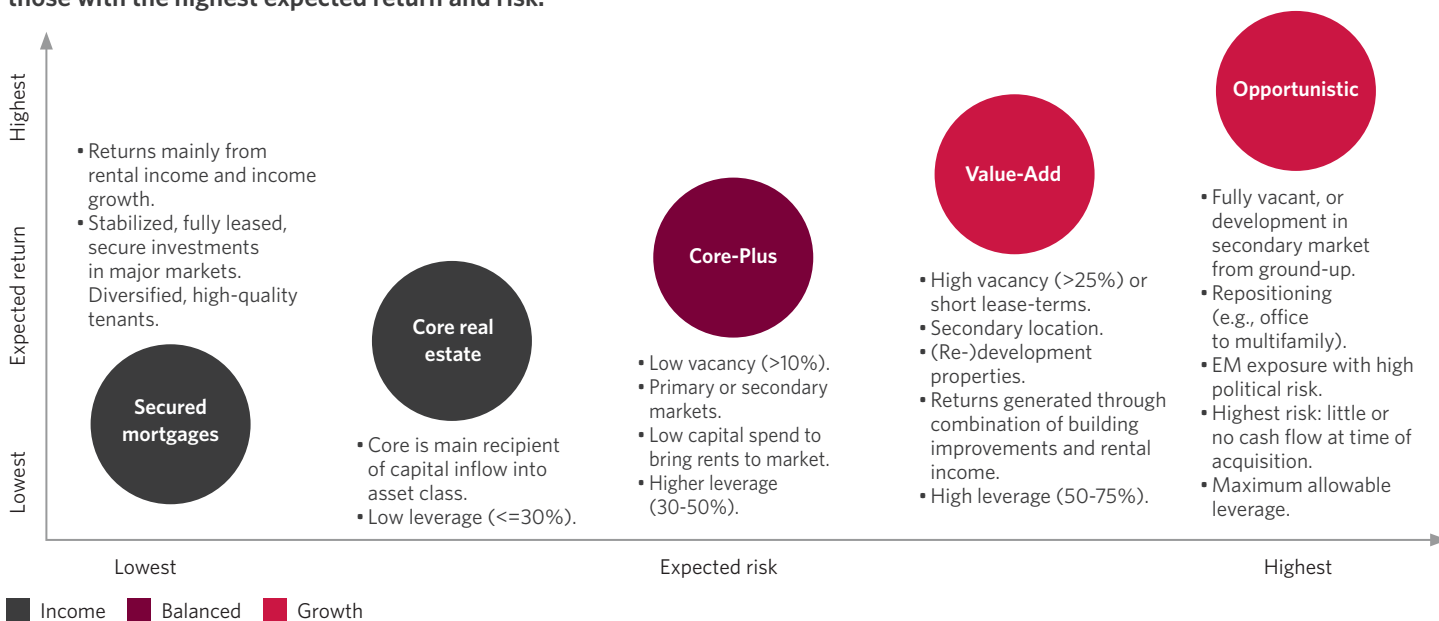 those with the highest expected return and risk.
Highest
Expected return
Lowest
• Returns mainly from
rental income and income
growth.
• Stabilized, fully leased,
secure investments
in major markets.
Diversified, high-quality
tenants.
Secured
mortgages
Core real
estate
• Core is main recipient
of capital inflow into
asset class.
• Low leverage (<=30%).
Core-Plus
• Low vacancy (>10%).
• Primary or secondary
markets.
• Low capital spend to
bring rents to market.
• Higher leverage
(30-50%).
Value-Add
• High vacancy (>25%) or
short lease-terms.
• Secondary location.
• (Re-)development
properties.
• Returns generated through
combination of building
improvements and rental
income.
• High leverage (50-75%).
Opportunistic
• Fully vacant, or
development in
secondary market
from ground-up.
• Repositioning
(e.g., office
to multifamily).
• EM exposure with high
political risk.
• Highest risk: little or
no cash flow at time of
acquisition.
• Maximum allowable
leverage.
Lowest
Expected risk
Highest
Income
Balanced
Growth